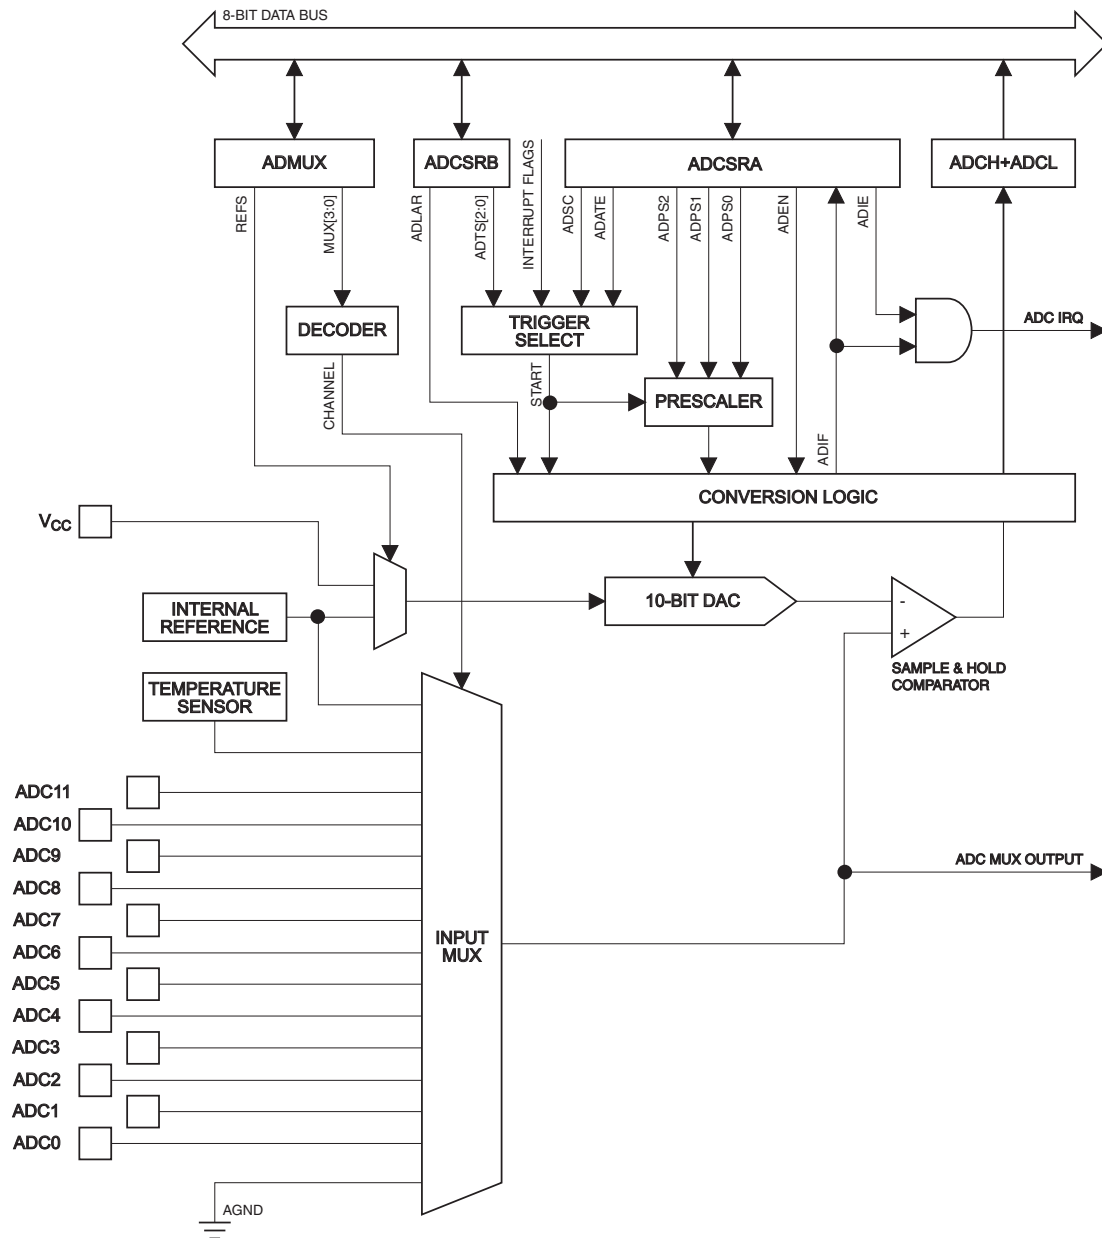 8-BIT DATA BUS
ADMUX
ADCSRB
ADCSRA
ADCH+ADCL
REFS
MUX[3:0]
ADLAR
ADTS[2:0]
INTERRUPT FLAGS
ADSC
ADATE
ADPS2
ADPS1
ADPS0
ADEN
ADIE
DECODER
TRIGGER
SELECT
ADC IRQ
CHANNEL
START
PRESCALER
ADIF
CONVERSION LOGIC
VCC
INTERNAL
REFERENCE
10-BIT DAC
-
+
SAMPLE & HOLD
COMPARATOR
TEMPERATURE
SENSOR
ADC11
ADC10
ADC9
ADC8
ADC7
ADC6
ADC5
ADC4
ADC3
ADC2
ADC1
ADC0
INPUT
MUX
ADC MUX OUTPUT
AGND